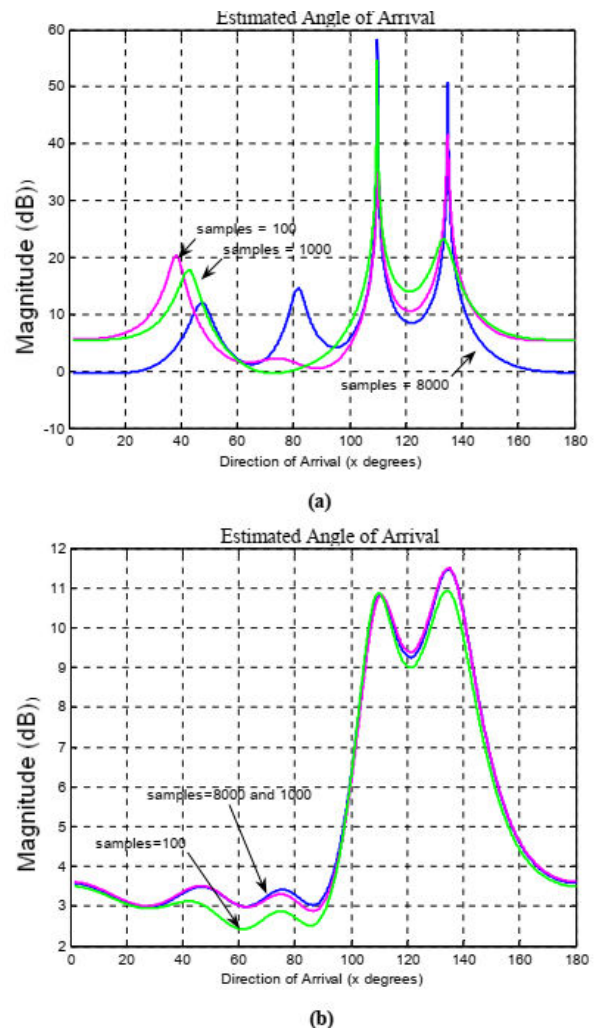 Estimated Angle of Arrival
60
50
40
30
20
10
0
-10
Magnitude (dB))
samples = 100
samples = 1000
samples = 8000
0 20 40 60 80 100 120 140 160 180
Direction of Arrival (x degrees)
(a)
Estimated Angle of Arrival
12
11
10
9
8
7
6
5
4
3
2
Magnitude (dB))
samples=8000 and 1000
samples=100
0 20 40 60 80 100 120 140 160 180
Direction of Arrival (x degrees)
(b)